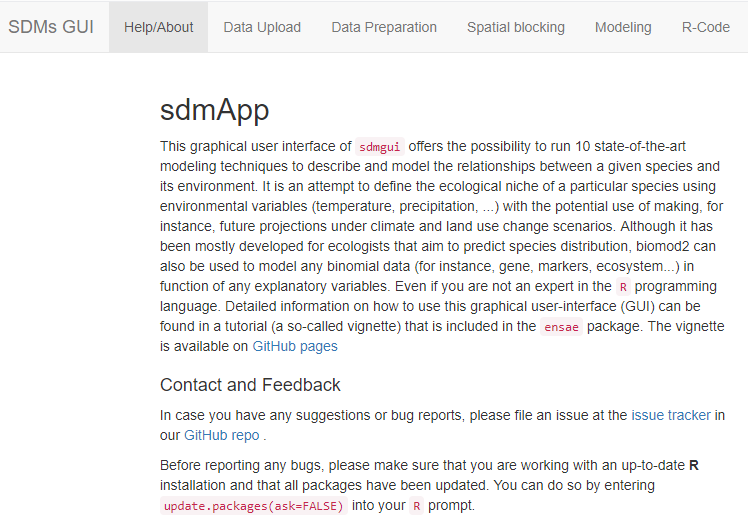 SDMs GUI Help/About Data Upload Data Preparation Spatial blocking Modeling R-Code
sdmApp
This graphical user interface of sdmgui offers the possibility to run 10 state-of-the-art
modeling techniques to describe and model the relationships between a given species and
its environment. It is an attempt to define the ecological niche of a particular species using
environmental variables (temperature, precipitation, ...) with the potential use of making, for
instance, future projections under climate and land use change scenarios. Although it has
been mostly developed for ecologists that aim to predict species distribution, biomod2 can
also be used to model any binomial data (for instance, gene, markers, ecosystem...) in
function of any explanatory variables. Even if you are not an expert in the R programming
language. Detailed information on how to use this graphical user-interface (GUI) can be
found in a tutorial (a so-called vignette) that is included in the ensae package. The vignette
is available on GitHub pages
Contact and Feedback
In case you have any suggestions or bug reports, please file an issue at the issue tracker in
our GitHub repo .
Before reporting any bugs, please make sure that you are working with an up-to-date R
installation and that all packages have been updated. You can do so by entering
update.packages(ask=FALSE) into your R prompt.